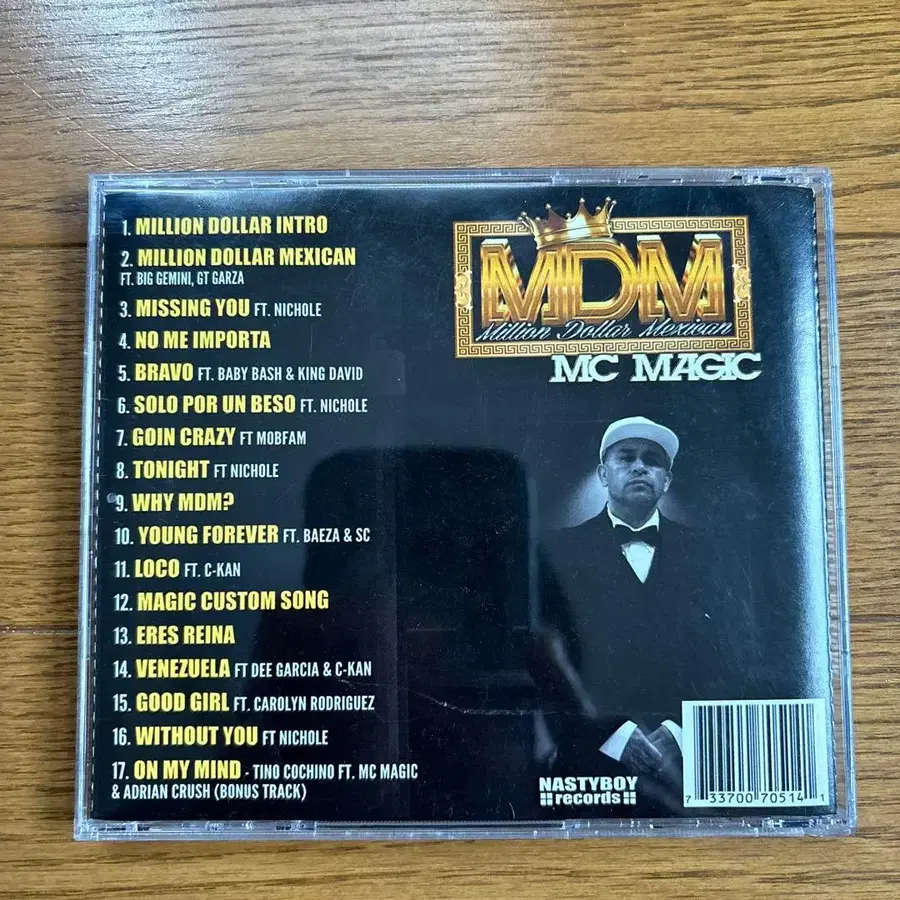 1. MILLION DOLLAR INTRO
2. MILLION DOLLAR MEXICAN
FT. BIG GEMINI, GT GARZA
3. MISSING YOU FT. NICHOLE
4. NO ME IMPORTA
5. BRAVO FT. BABY BASH & KING DAVID
6. SOLO POR UN BESO FT. NICHOLE
7. GOIN CRAZY FT MOBFAM
8. TONIGHT FT NICHOLE
9. WHY MDM?
10. YOUNG FOREVER FT. BAEZA & SC
11. LOCO FT. C-KAN
12. MAGIC CUSTOM SONG
13. ERES REINA
14. VENEZUELA FT DEE GARCIA & C-KAN
15. GOOD GIRL FT. CAROLYN RODRIGUEZ
16. WITHOUT YOU FT NICHOLE
17. ON MY MIND - TINO COCHINO FT. MC MAGIC
& ADRIAN CRUSH (BONUS TRACK)
MDM
Million Dollar Mexican
MC MAGIC
NASTYBOY
records
7 33700 70514 1